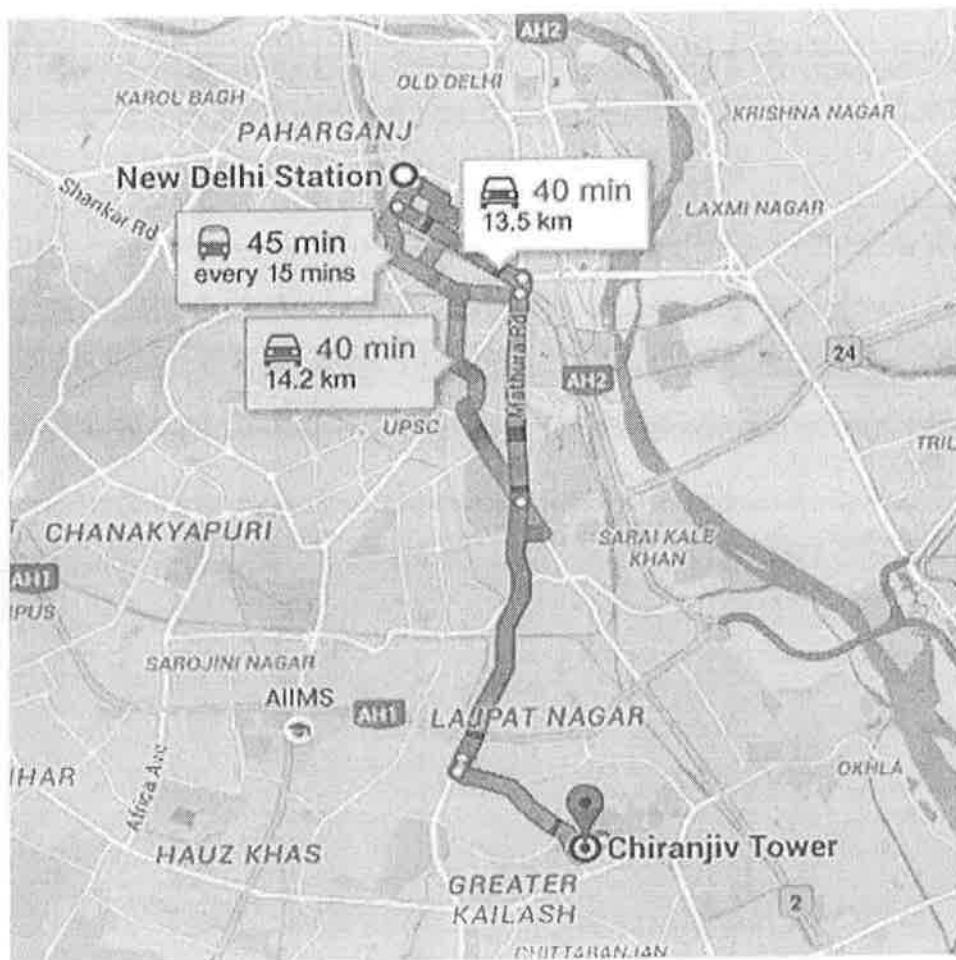 AH2
OLD DELHI
KAROL BAGH
KRISHNA NAGAR
PAHARGANJ
New Delhi Station
40 min
13.5 km
Shankar Rd
LAXMI NAGAR
45 min
every 15 mins
40 min
14.2 km
Mathura Rd
24
AH2
UPSC
TRIL
CHANAKYAPURI
SARAI KALE
KHAN
AH1
PUS
SAROJINI NAGAR
AIIMS
AH1
LAJPAT NAGAR
OKHLA
IHAR
Africa Ave
Chiranjiv Tower
HAUZ KHAS
GREATER
KAILASH
2
CHITTARANJAN